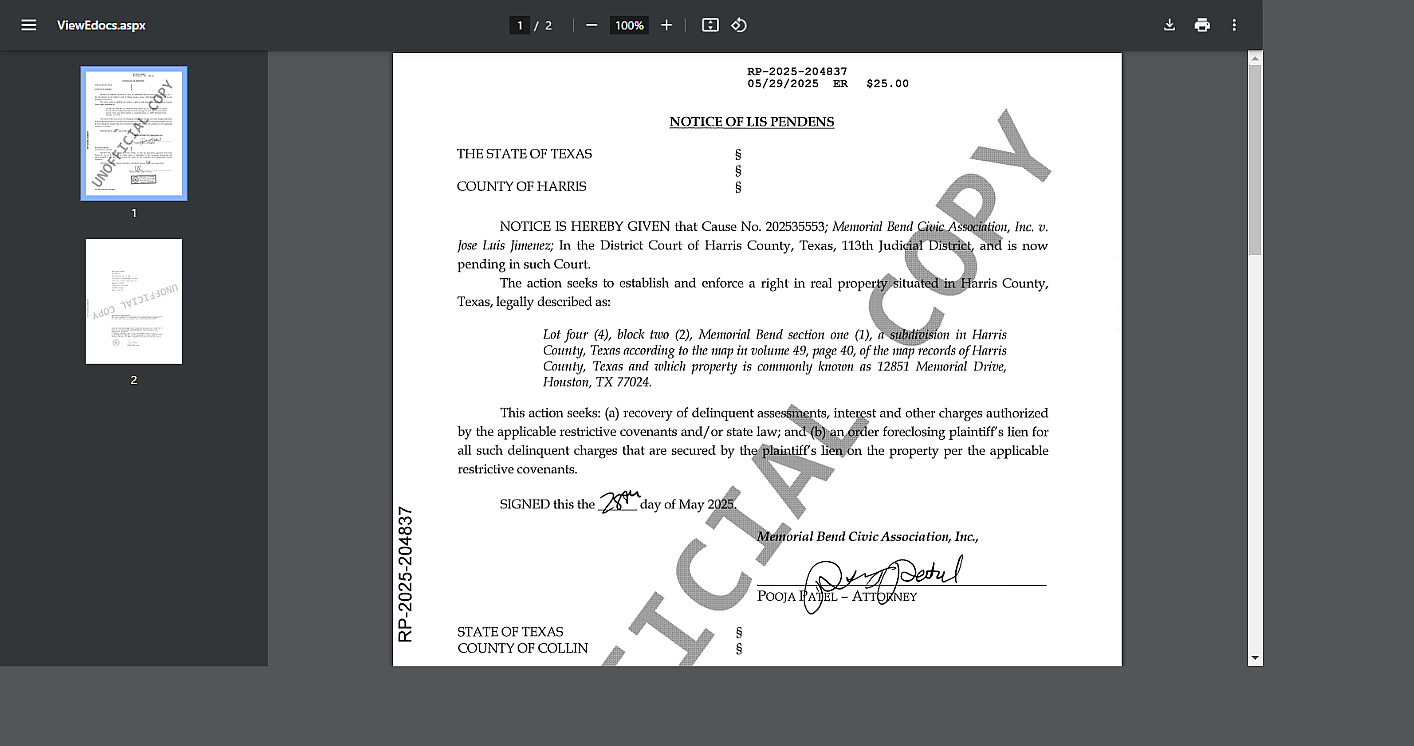 ViewEdocs.aspx
1 / 2
100%
1
2
RP-2025-204837
05/29/2025 ER $25.00
NOTICE OF LIS PENDENS
THE STATE OF TEXAS §
§
COUNTY OF HARRIS §
NOTICE IS HEREBY GIVEN that Cause No. 202535553; Memorial Bend Civic Association, Inc. v.
Jose Luis Jimenez; In the District Court of Harris County, Texas, 113th Judicial District, and is now
pending in such Court.
The action seeks to establish and enforce a right in real property situated in Harris County,
Texas, legally described as:
Lot four (4), block two (2), Memorial Bend section one (1), a subdivision in Harris
County, Texas according to the map in volume 49, page 40, of the map records of Harris
County, Texas and which property is commonly known as 12851 Memorial Drive,
Houston, TX 77024.
This action seeks: (a) recovery of delinquent assessments, interest and other charges authorized
by the applicable restrictive covenants and/or state law; and (b) an order foreclosing plaintiff's lien for
all such delinquent charges that are secured by the plaintiff's lien on the property per the applicable
restrictive covenants.
SIGNED this the 28th day of May 2025.
Memorial Bend Civic Association, Inc.,
POOJA PATEL – ATTORNEY
STATE OF TEXAS §
COUNTY OF COLLIN §
RP-2025-204837
UNOFFICIAL COPY
UNOFFICIAL COPY
ICIAL COPY